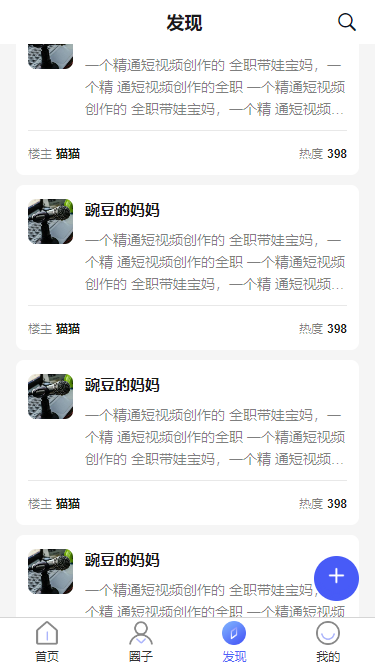 发现
一个精通短视频创作的 全职带娃宝妈，一
个精 通短视频创作的全职 一个精通短视频
创作的 全职带娃宝妈，一个精 通短视频...
楼主 猫猫
热度 398
豌豆的妈妈
一个精通短视频创作的 全职带娃宝妈，一
个精 通短视频创作的全职 一个精通短视频
创作的 全职带娃宝妈，一个精 通短视频...
楼主 猫猫
热度 398
豌豆的妈妈
一个精通短视频创作的 全职带娃宝妈，一
个精 通短视频创作的全职 一个精通短视频
创作的 全职带娃宝妈，一个精 通短视频...
楼主 猫猫
热度 398
豌豆的妈妈
一个精通短视频创作的 全职带娃宝妈，一
个精 通短视频创作的全职 一个精通短视频
首页
圈子
发现
我的